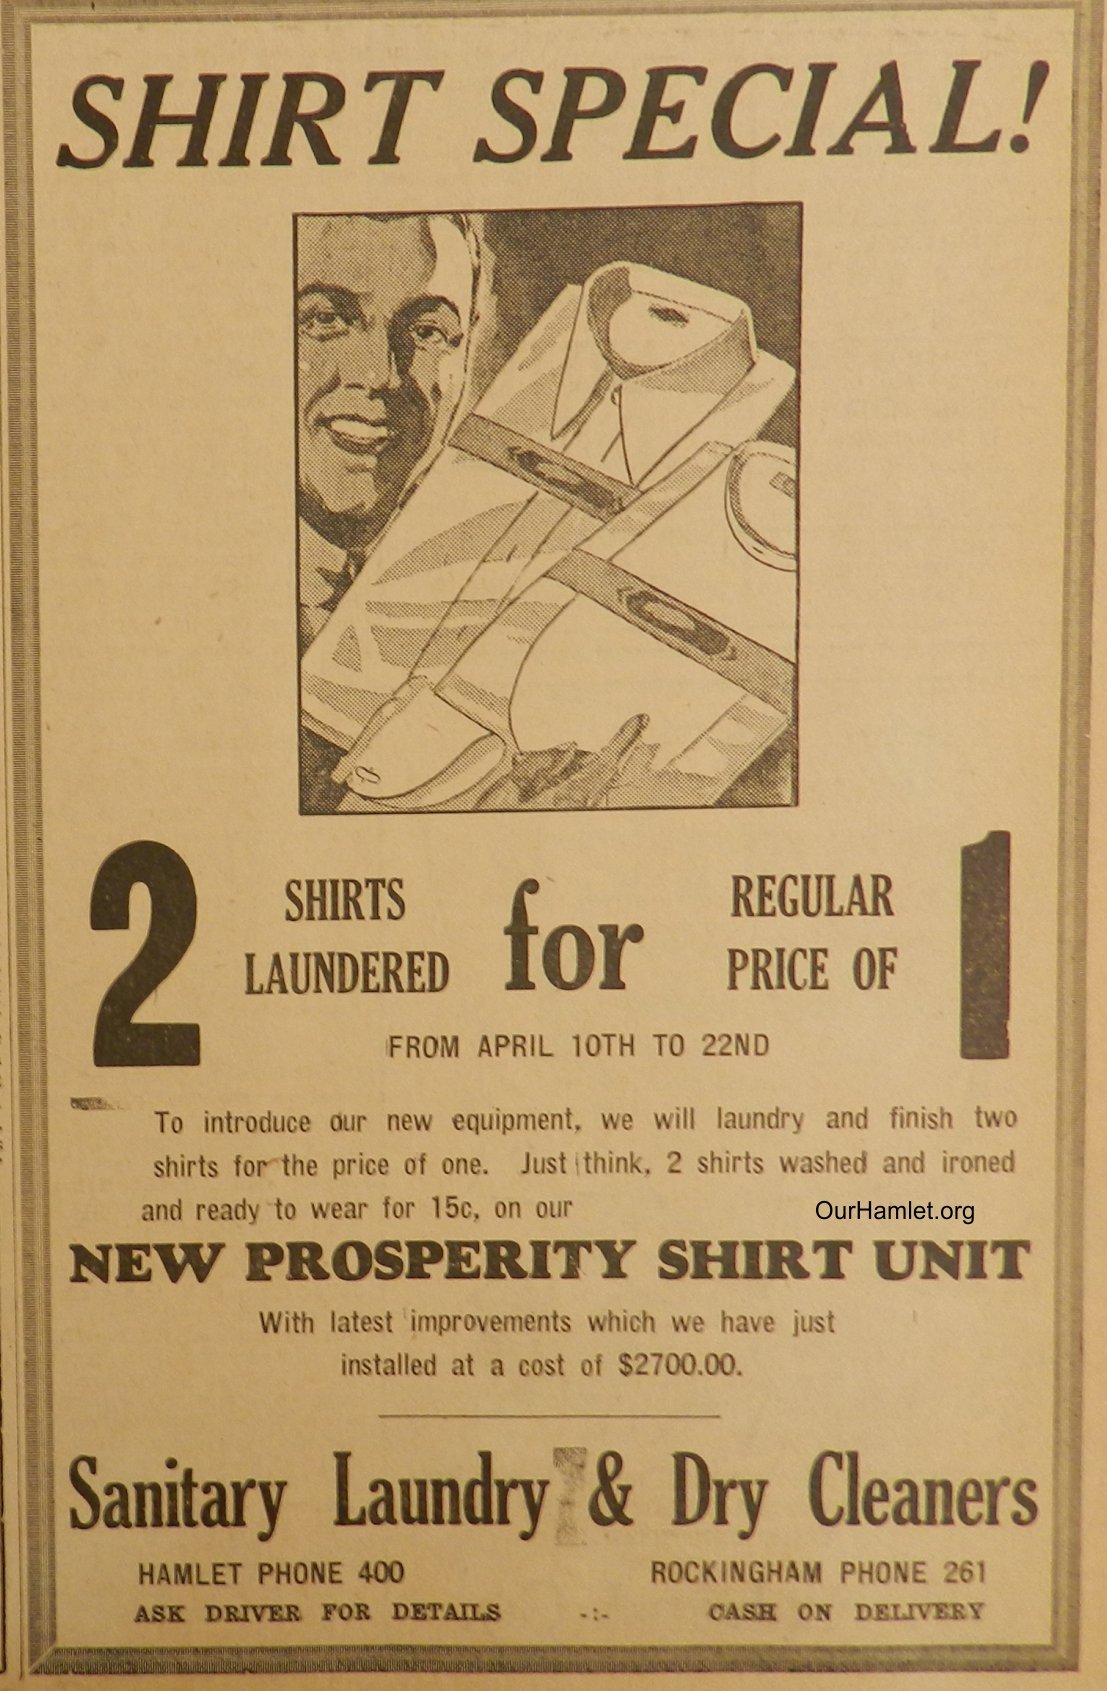 SHIRT SPECIAL!
2 SHIRTS LAUNDERED for REGULAR PRICE OF 1
FROM APRIL 10TH TO 22ND
To introduce our new equipment, we will laundry and finish two
shirts for the price of one. Just think, 2 shirts washed and ironed
and ready to wear for 15c, on our
OurHamlet.org
NEW PROSPERITY SHIRT UNIT
With latest improvements which we have just
installed at a cost of $2700.00.
Sanitary Laundry & Dry Cleaners
HAMLET PHONE 400 ROCKINGHAM PHONE 261
ASK DRIVER FOR DETAILS -:- CASH ON DELIVERY